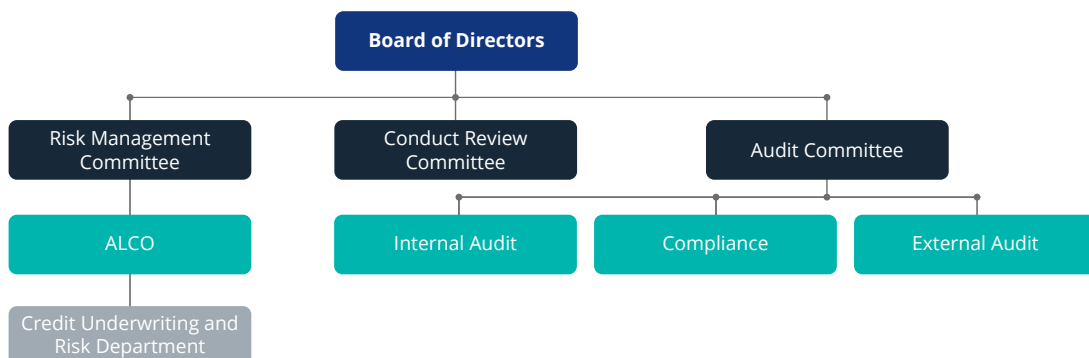 Board of Directors
Risk Management
Committee
Conduct Review
Committee
Audit Committee
ALCO
Internal Audit
Compliance
External Audit
Credit Underwriting and
Risk Department